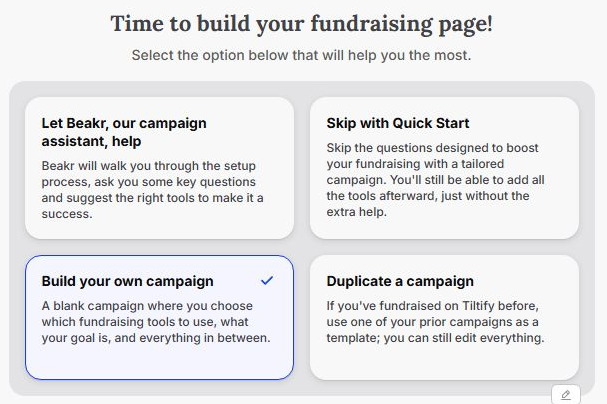 Time to build your fundraising page!
Select the option below that will help you the most.
Let Beakr, our campaign
assistant, help
Beakr will walk you through the setup
process, ask you some key questions
and suggest the right tools to make it a
success.
Skip with Quick Start
Skip the questions designed to boost
your fundraising with a tailored
campaign. You'll still be able to add all
the tools afterward, just without the
extra help.
Build your own campaign
A blank campaign where you choose
which fundraising tools to use, what
your goal is, and everything in between.
Duplicate a campaign
If you've fundraised on Tiltify before,
use one of your prior campaigns as a
template; you can still edit everything.